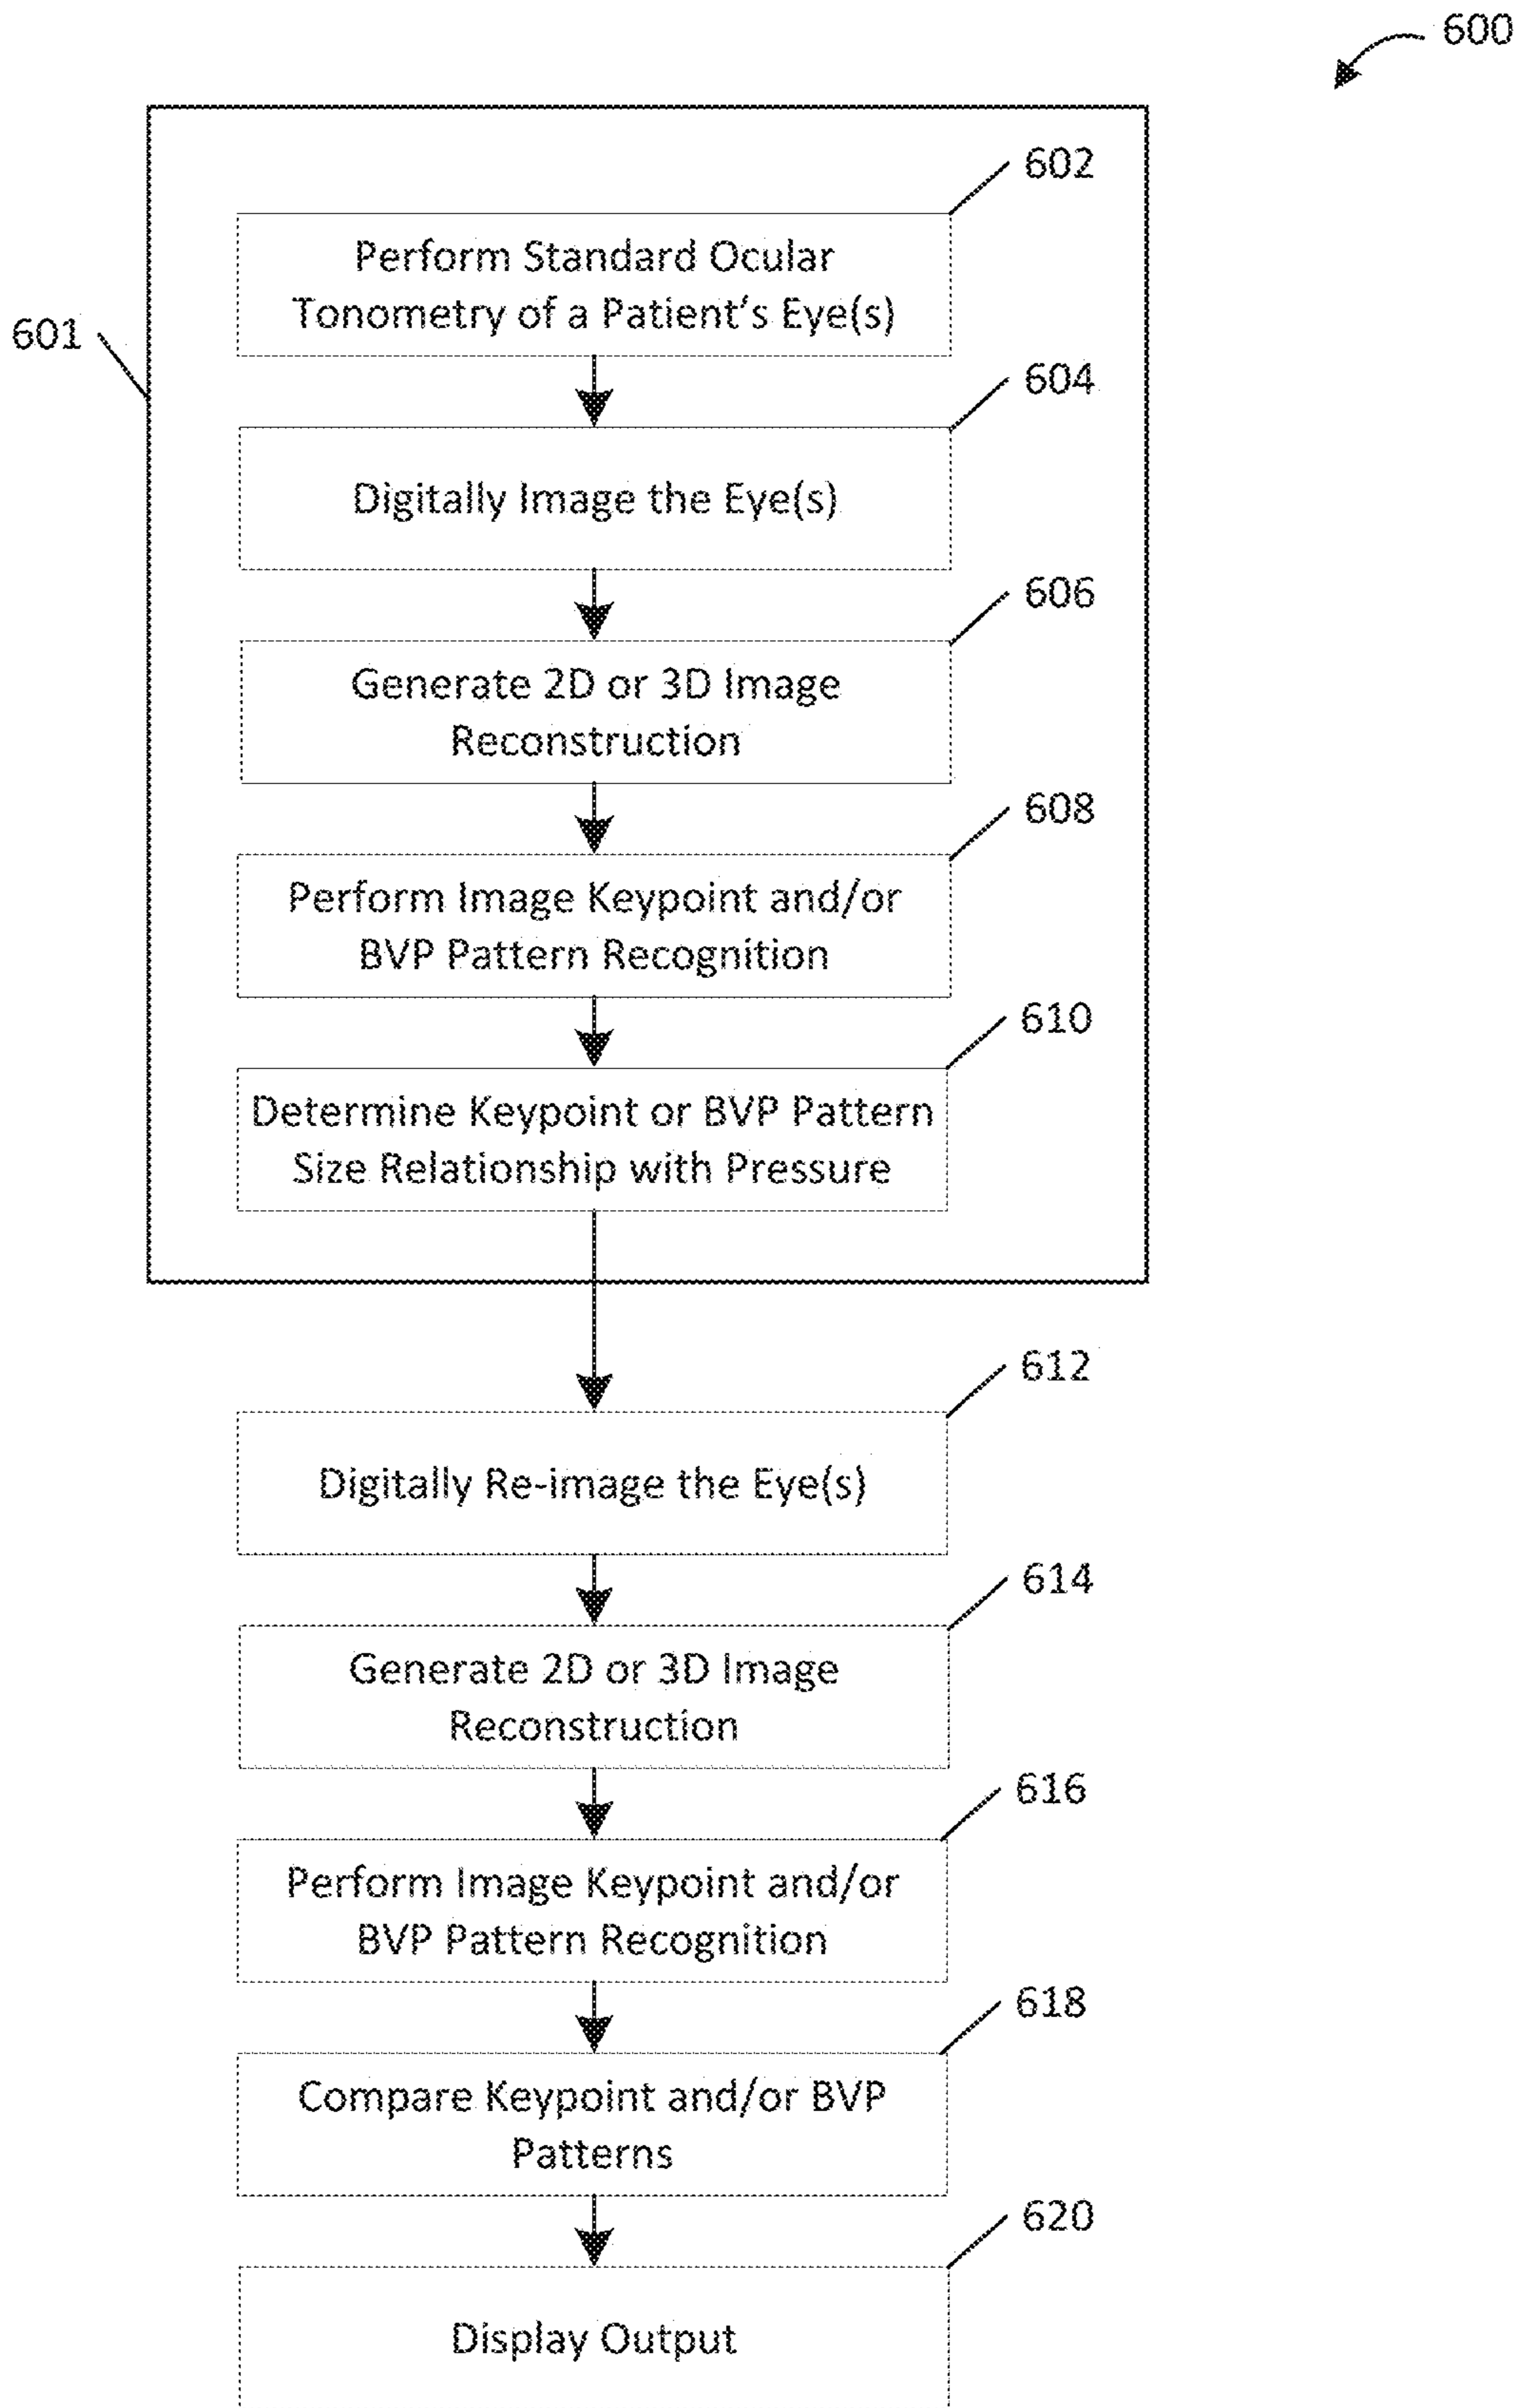 600
602
Perform Standard Ocular
Tonometry of a Patient's Eye(s)
601
604
Digitally Image the Eye(s)
606
Generate 2D or 3D Image
Reconstruction
608
Perform Image Keypoint and/or
BVP Pattern Recognition
610
Determine Keypoint or BVP Pattern
Size Relationship with Pressure
612
Digitally Re-image the Eye(s)
614
Generate 2D or 3D Image
Reconstruction
616
Perform Image Keypoint and/or
BVP Pattern Recognition
618
Compare Keypoint and/or BVP
Patterns
620
Display Output